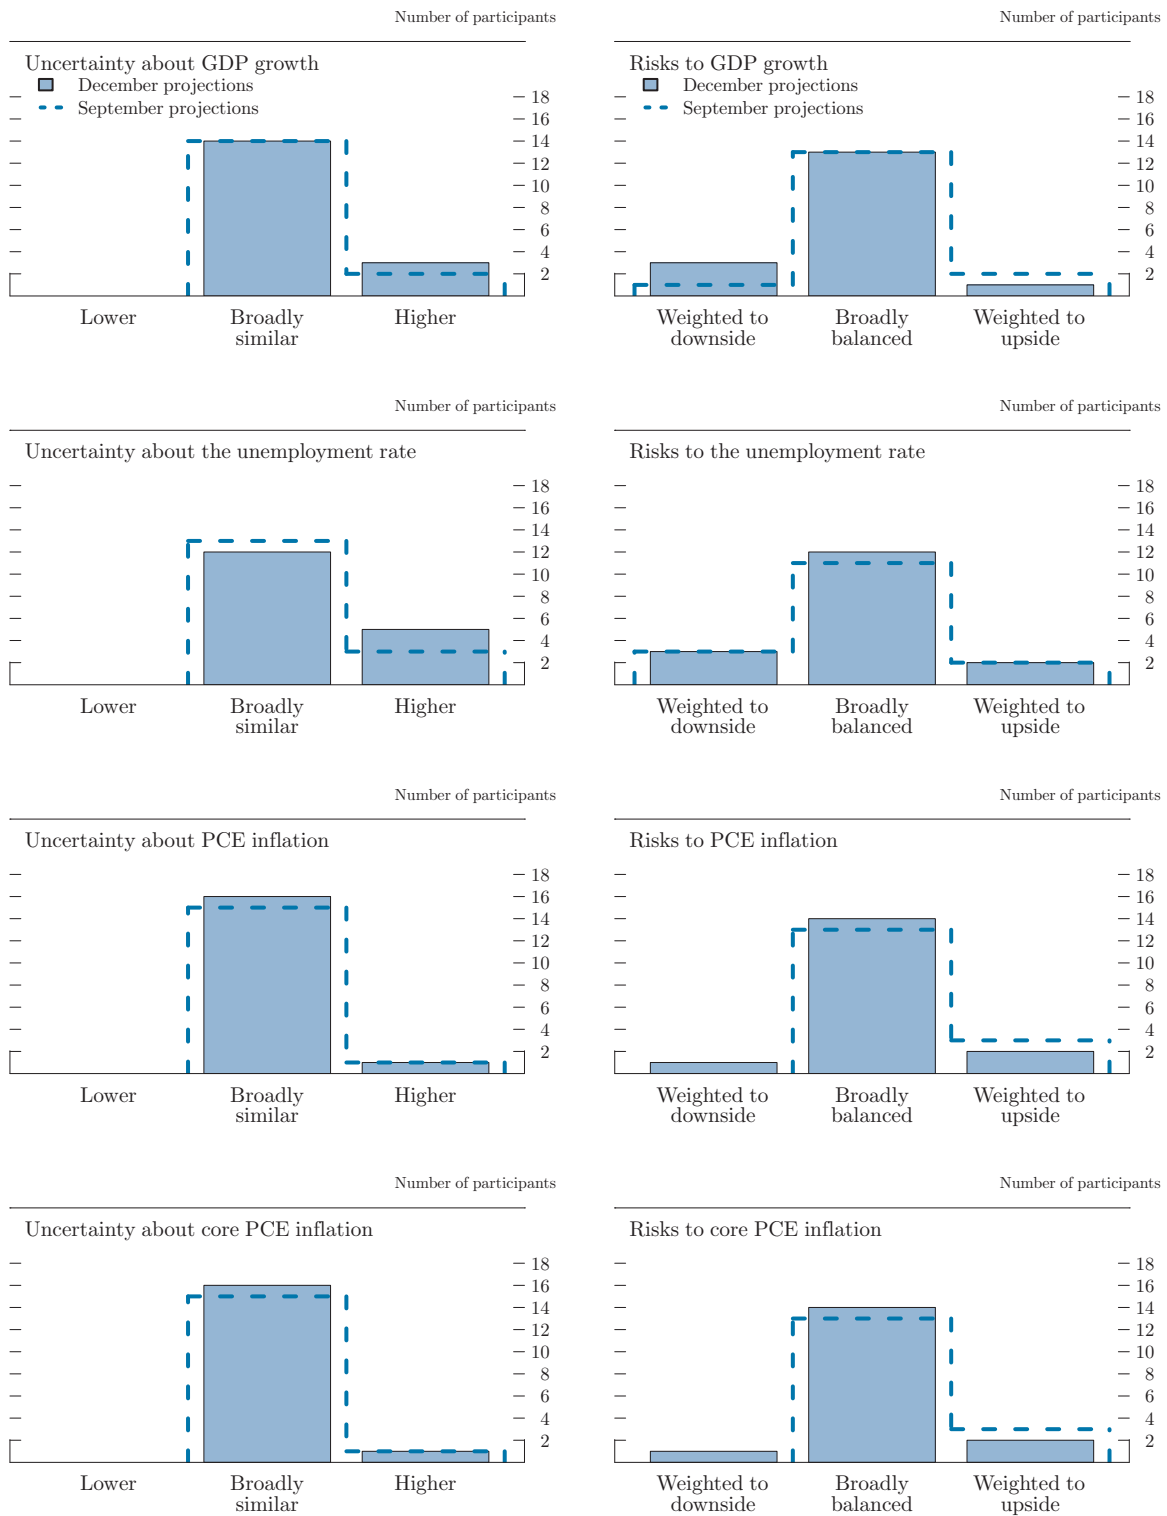 Number of participants
Uncertainty about GDP growth
December projections
September projections
18
16
14
12
10
8
6
4
2
Lower
Broadly
similar
Higher
Number of participants
Risks to GDP growth
December projections
September projections
18
16
14
12
10
8
6
4
2
Weighted to
downside
Broadly
balanced
Weighted to
upside
Number of participants
Uncertainty about the unemployment rate
18
16
14
12
10
8
6
4
2
Lower
Broadly
similar
Higher
Number of participants
Risks to the unemployment rate
18
16
14
12
10
8
6
4
2
Weighted to
downside
Broadly
balanced
Weighted to
upside
Number of participants
Uncertainty about PCE inflation
18
16
14
12
10
8
6
4
2
Lower
Broadly
similar
Higher
Number of participants
Risks to PCE inflation
18
16
14
12
10
8
6
4
2
Weighted to
downside
Broadly
balanced
Weighted to
upside
Number of participants
Uncertainty about core PCE inflation
18
16
14
12
10
8
6
4
2
Lower
Broadly
similar
Higher
Number of participants
Risks to core PCE inflation
18
16
14
12
10
8
6
4
2
Weighted to
downside
Broadly
balanced
Weighted to
upside